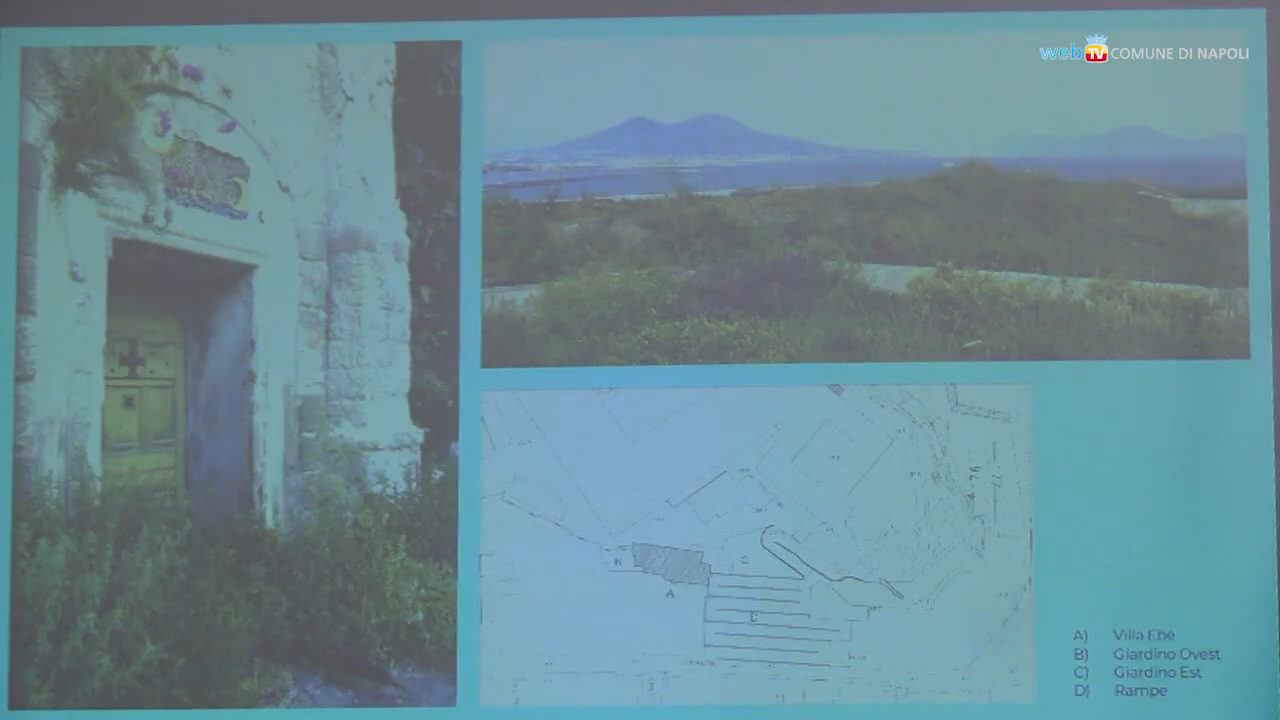 web TV COMUNE DI NAPOLI
B
C
A
D
A) Villa Ebe
B) Giardino Ovest
C) Giardino Est
D) Rampe